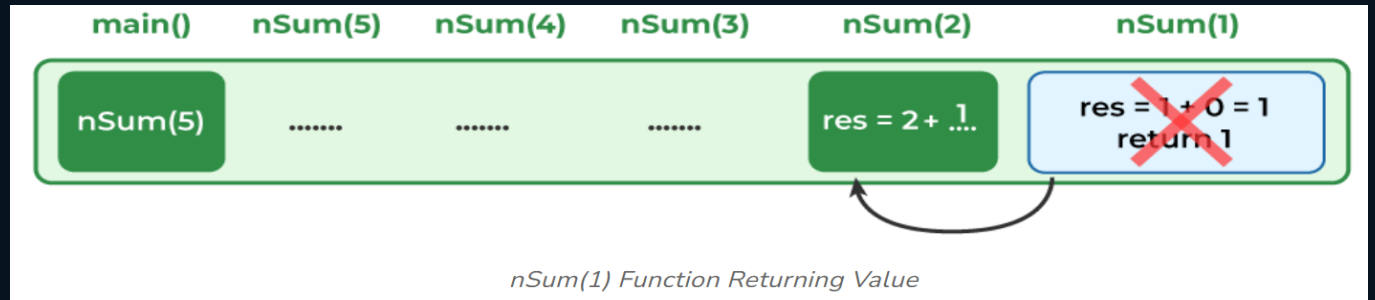 main() nSum(5) nSum(4) nSum(3) nSum(2) nSum(1)
nSum(5) ....... ....... ....... res = 2 + 1 res = 1 + 0 = 1
....
return 1
nSum(1) Function Returning Value